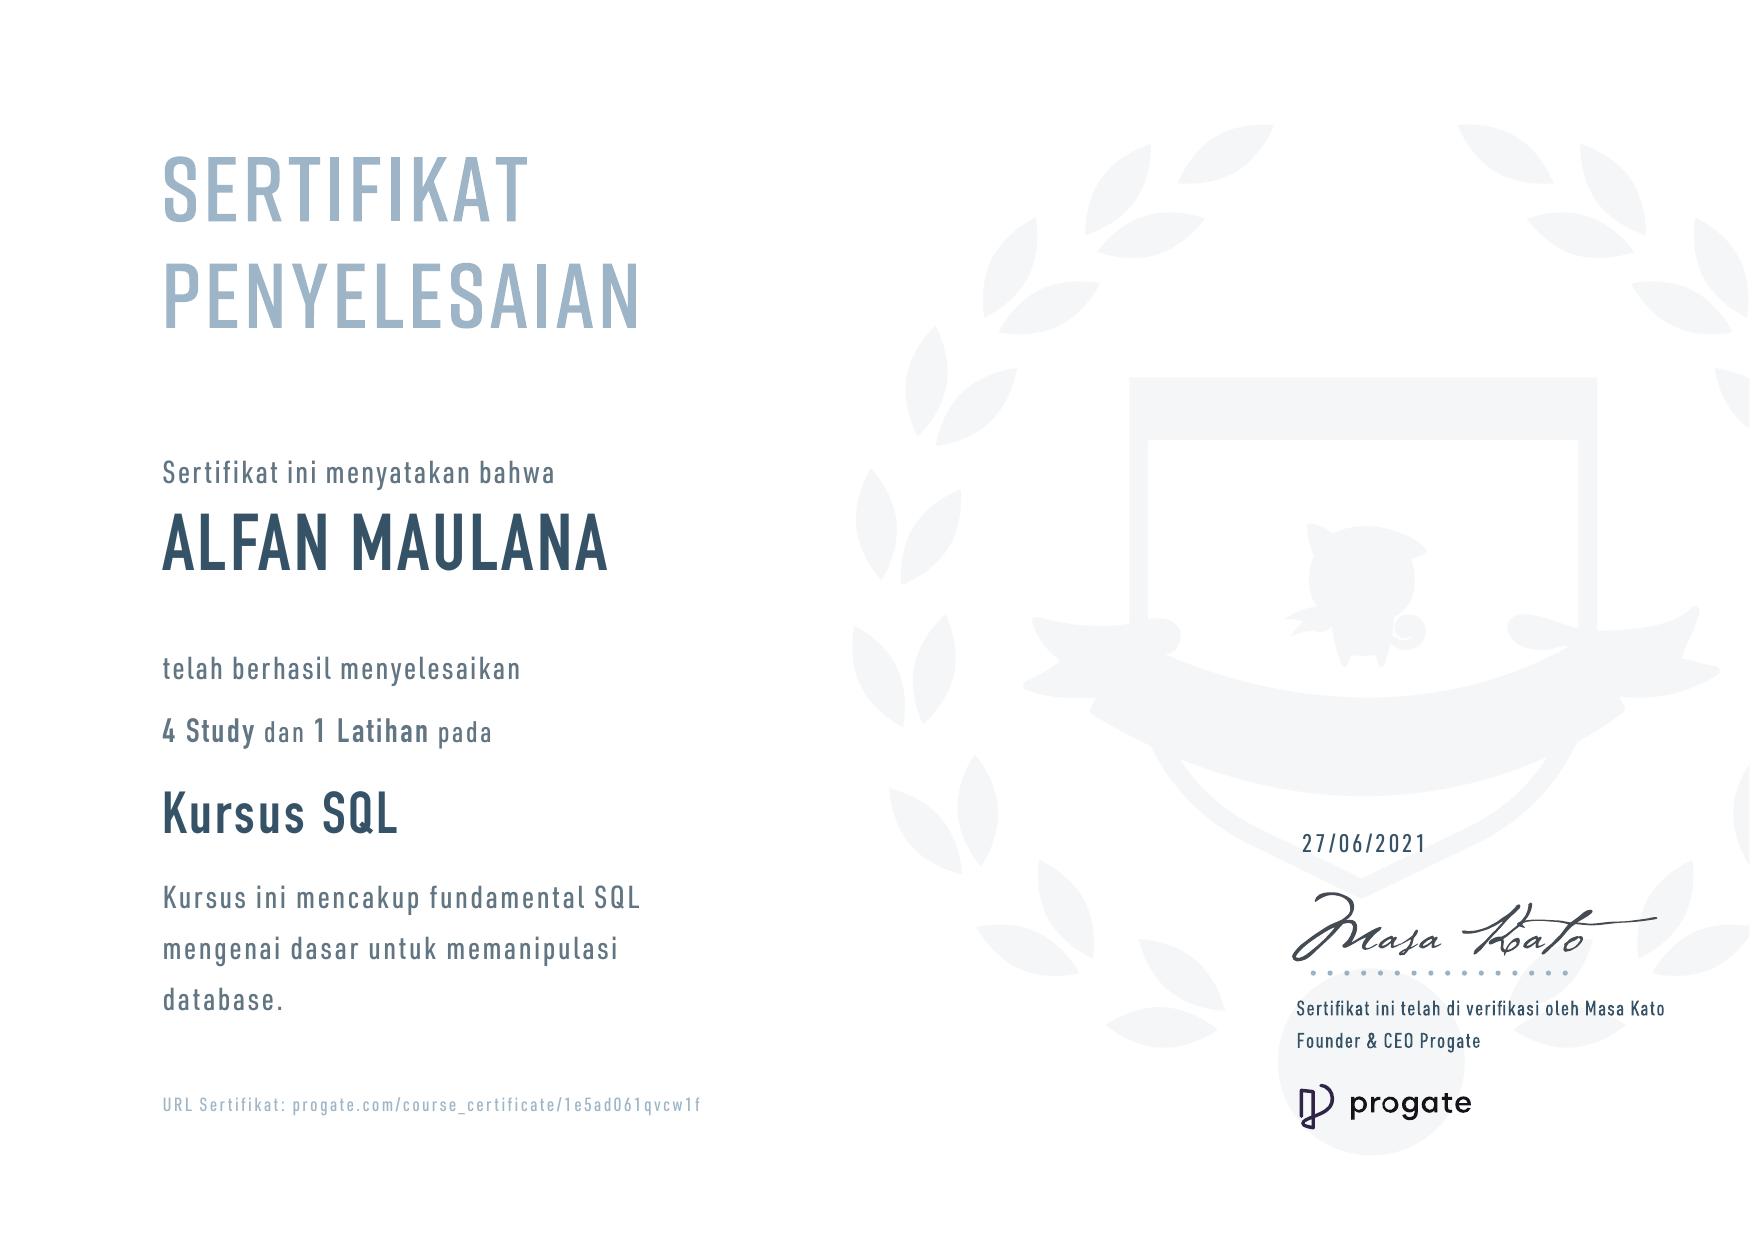 SERTIFIKAT
PENYELESAIAN
Sertifikat ini menyatakan bahwa
ALFAN MAULANA
telah berhasil menyelesaikan
4 Study dan 1 Latihan pada
Kursus SQL
Kursus ini mencakup fundamental SQL
mengenai dasar untuk memanipulasi
database.
URL Sertifikat: progate.com/course_certificate/1e5ad061qvcw1f
27/06/2021
Masa Kato
Sertifikat ini telah di verifikasi oleh Masa Kato
Founder & CEO Progate
progate